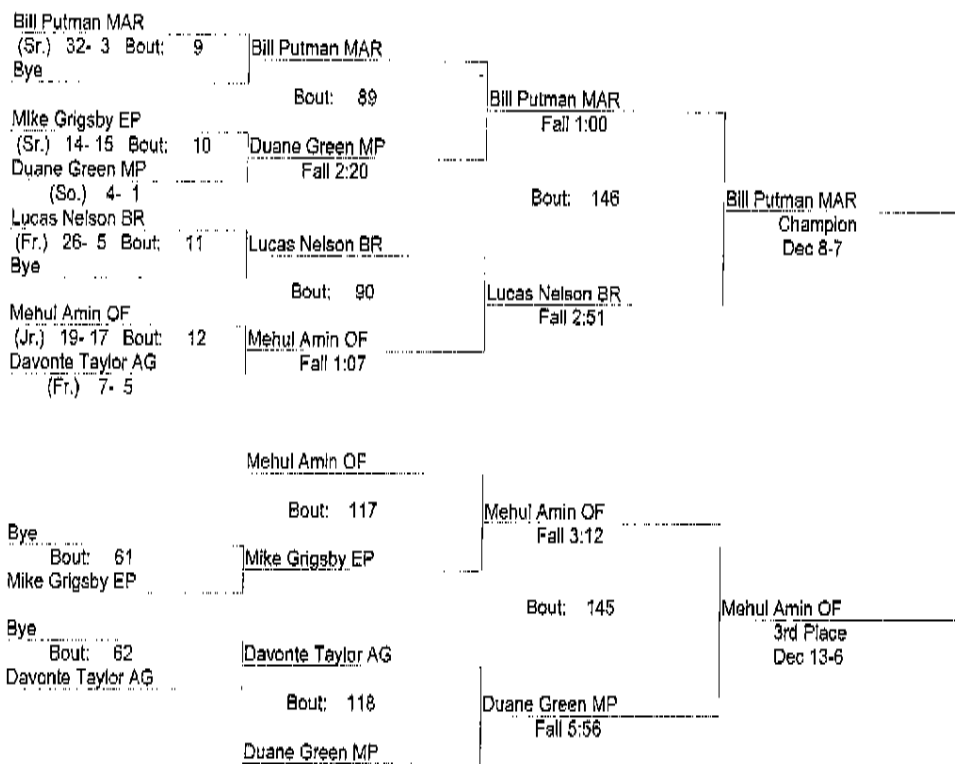 Bill Putman MAR
(Sr.) 32- 3 Bout: 9
Bye
Bill Putman MAR
Bout: 89
Mike Grigsby EP
(Sr.) 14- 15 Bout: 10
Duane Green MP
(So.) 4- 1
Duane Green MP
Fall 2:20
Bill Putman MAR
Fall 1:00
Lucas Nelson BR
(Fr.) 26- 5 Bout: 11
Bye
Lucas Nelson BR
Bout: 90
Mehul Amin OF
(Jr.) 19- 17 Bout: 12
Davonte Taylor AG
(Fr.) 7- 5
Mehul Amin OF
Fall 1:07
Lucas Nelson BR
Fall 2:51
Bout: 146
Bill Putman MAR
Champion
Dec 8-7
Mehul Amin OF
Bout: 117
Bye
Bout: 61
Mike Grigsby EP
Mike Grigsby EP
Mehul Amin OF
Fall 3:12
Bye
Bout: 62
Davonte Taylor AG
Davonte Taylor AG
Bout: 118
Duane Green MP
Duane Green MP
Fall 5:56
Bout: 145
Mehul Amin OF
3rd Place
Dec 13-6